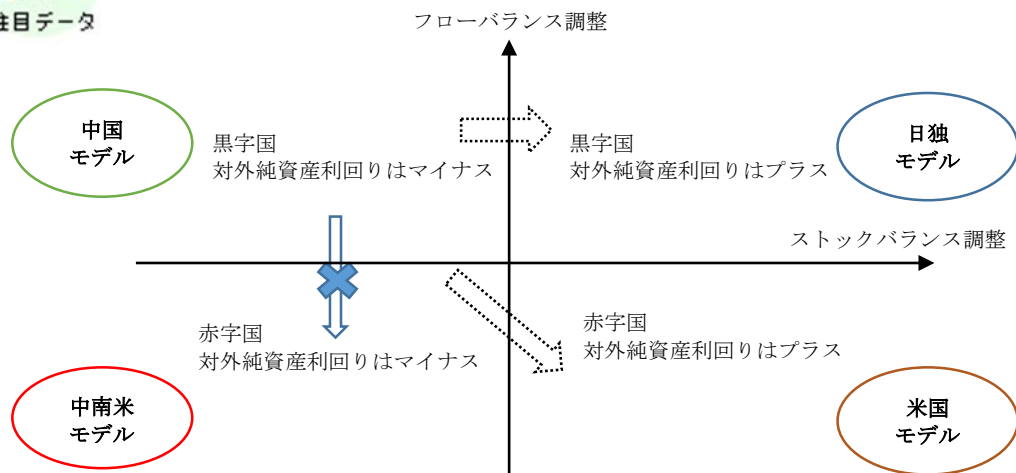 注目データ
フローバランス調整
中国
モデル
黒字国
対外純資産利回りはマイナス
黒字国
対外純資産利回りはプラス
日独
モデル
ストックバランス調整
赤字国
対外純資産利回りはマイナス
赤字国
対外純資産利回りはプラス
中南米
モデル
米国
モデル